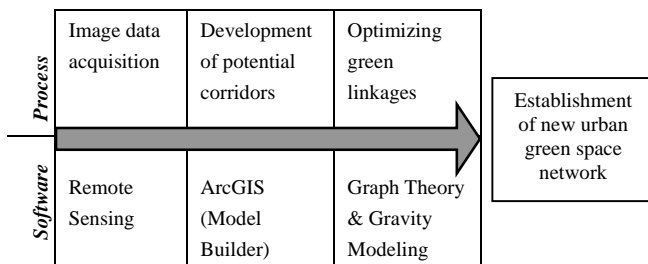 Process
Image data
acquisition
Development
of potential
corridors
Optimizing
green
linkages
Software
Remote
Sensing
ArcGIS
(Model
Builder)
Graph Theory
& Gravity
Modeling
Establishment
of new urban
green space
network